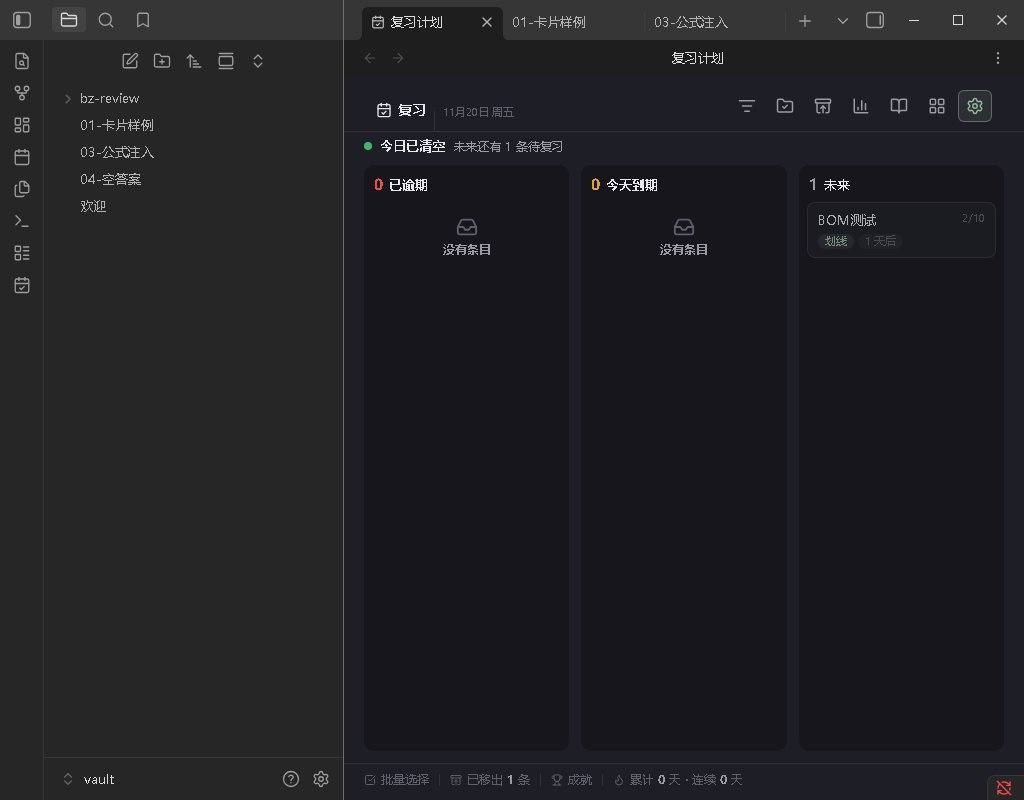 复习计划
01-卡片样例
03-公式注入
复习计划
bz-review
01-卡片样例
03-公式注入
04-空答案
欢迎
复习 11月20日 周五
今日已清空 未来还有 1 条待复习
0 已逾期
没有条目
0 今天到期
没有条目
1 未来
BOM测试 2/10
划线 1 天后
vault
批量选择 已移出 1 条 成就 累计 0 天 · 连续 0 天